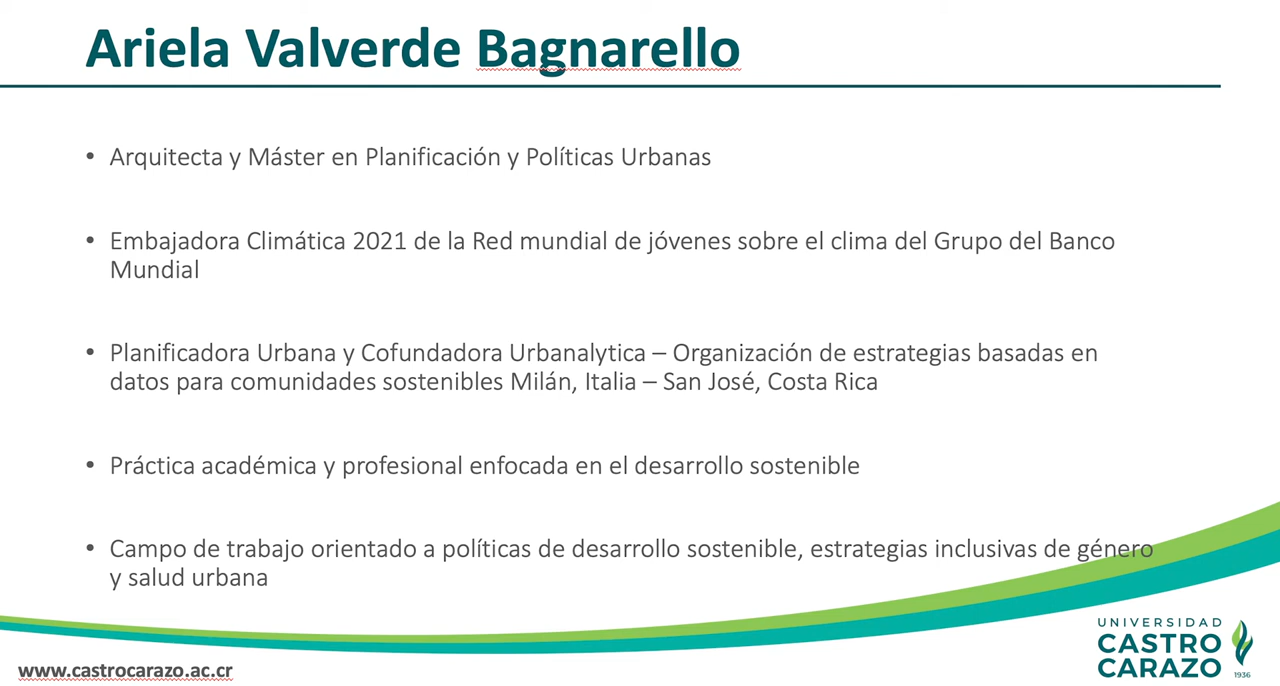 Ariela Valverde Bagnarello
• Arquitecta y Máster en Planificación y Políticas Urbanas
• Embajadora Climática 2021 de la Red mundial de jóvenes sobre el clima del Grupo del Banco
Mundial
• Planificadora Urbana y Cofundadora Urbanalytica – Organización de estrategias basadas en
datos para comunidades sostenibles Milán, Italia – San José, Costa Rica
• Práctica académica y profesional enfocada en el desarrollo sostenible
• Campo de trabajo orientado a políticas de desarrollo sostenible, estrategias inclusivas de género
y salud urbana
www.castrocarazo.ac.cr
UNIVERSIDAD
CASTRO
CARAZO
1936